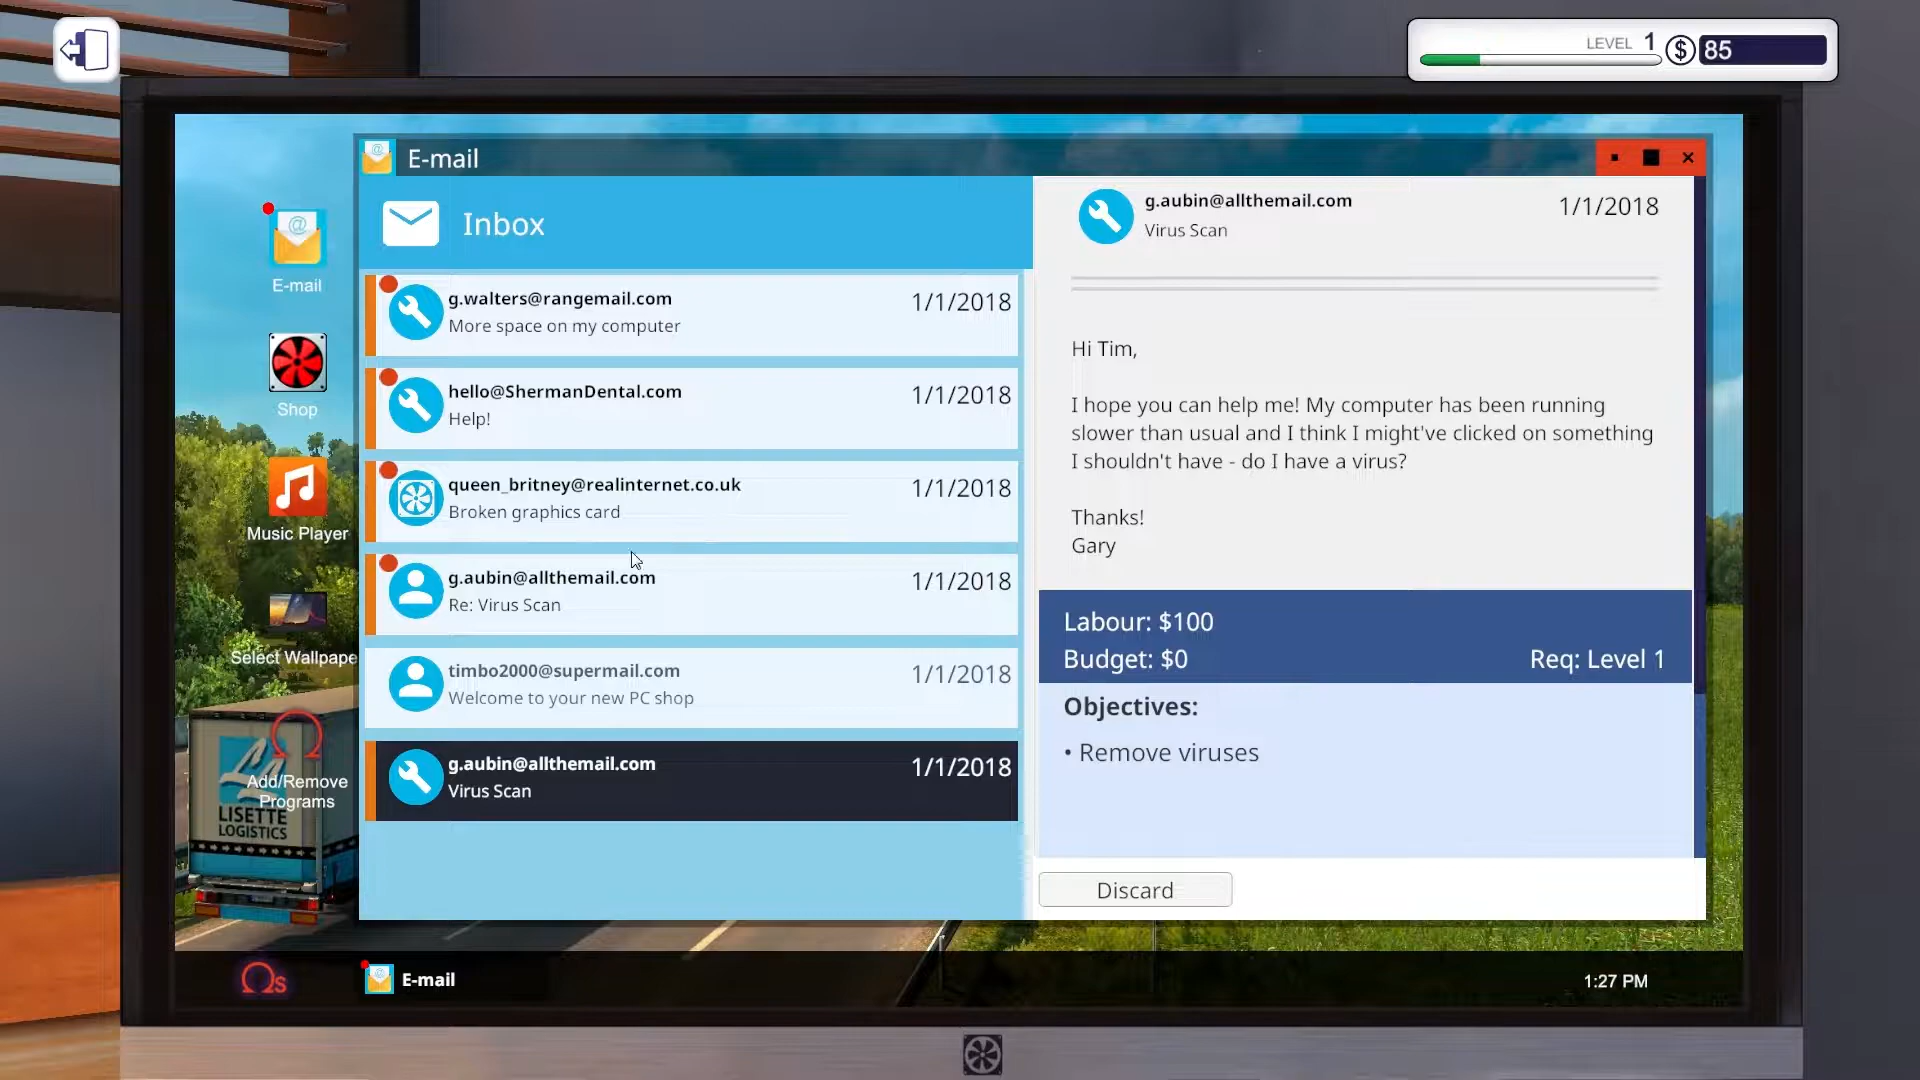 LEVEL 1
$ 85
E-mail
Inbox
g.walters@rangemail.com
1/1/2018
More space on my computer
hello@ShermanDental.com
1/1/2018
Help!
queen_britney@realinternet.co.uk
1/1/2018
Broken graphics card
g.aubin@allthemail.com
1/1/2018
Re: Virus Scan
timbo2000@supermail.com
1/1/2018
Welcome to your new PC shop
g.aubin@allthemail.com
1/1/2018
Virus Scan
g.aubin@allthemail.com
1/1/2018
Virus Scan
Hi Tim,
I hope you can help me! My computer has been running
slower than usual and I think I might've clicked on something
I shouldn't have - do I have a virus?
Thanks!
Gary
Labour: $100
Budget: $0
Req: Level 1
Objectives:
• Remove viruses
Discard
E-mail
Shop
Music Player
Select Wallpape
Add/Remove
Programs
LISETTE
LOGISTICS
Ωs
E-mail
1:27 PM